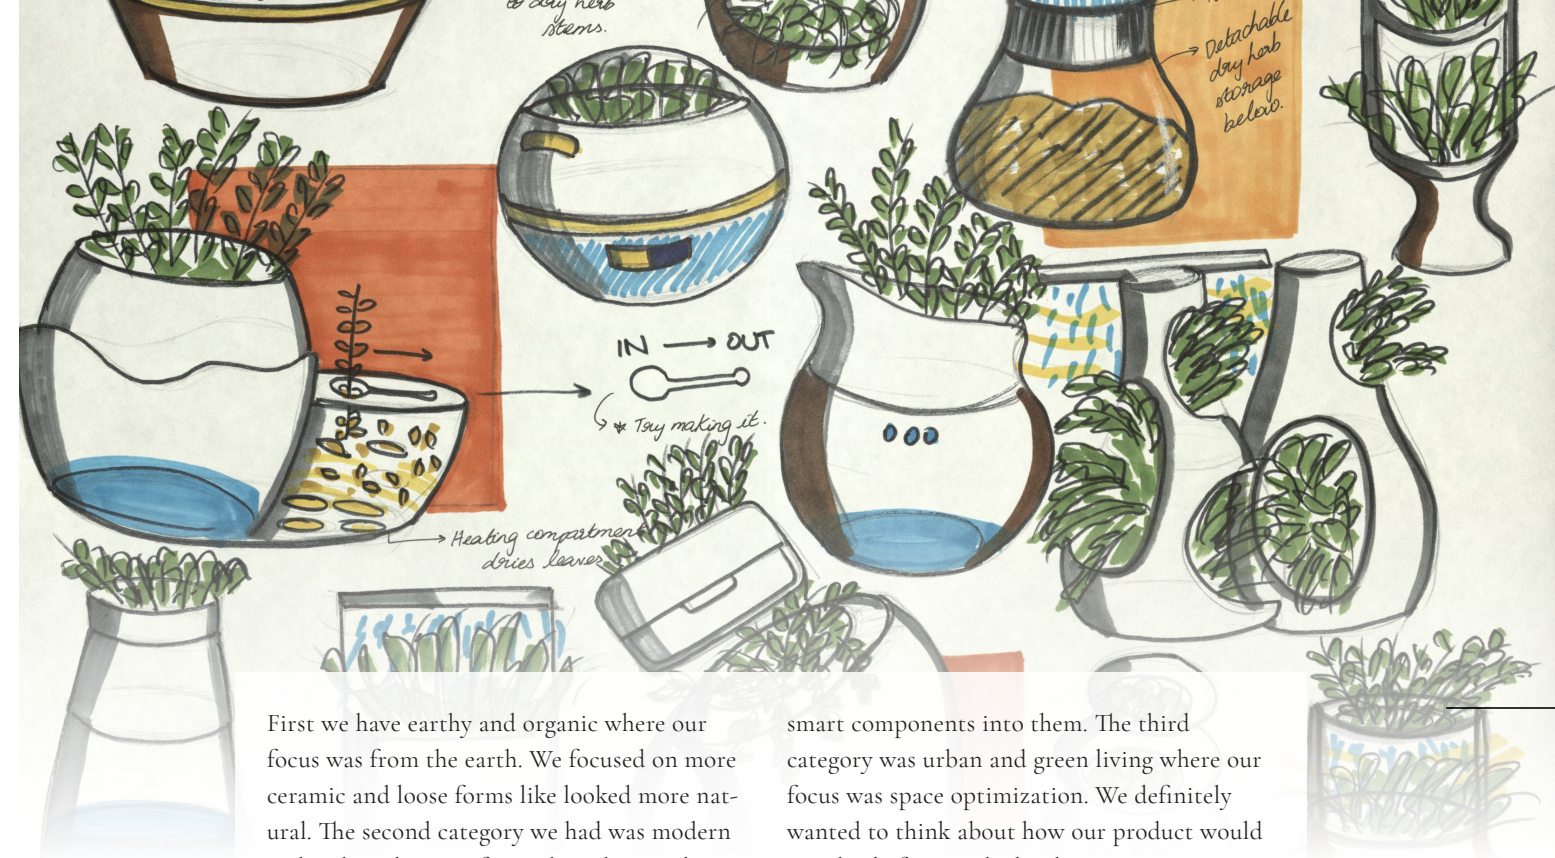 to dry herb
stems.
Detachable
dry herb
storage
below.
IN → OUT
* Try making it.
Heating compartment
dries leaves
First we have earthy and organic where our
focus was from the earth. We focused on more
ceramic and loose forms like looked more nat-
ural. The second category we had was modern
smart components into them. The third
category was urban and green living where our
focus was space optimization. We definitely
wanted to think about how our product would